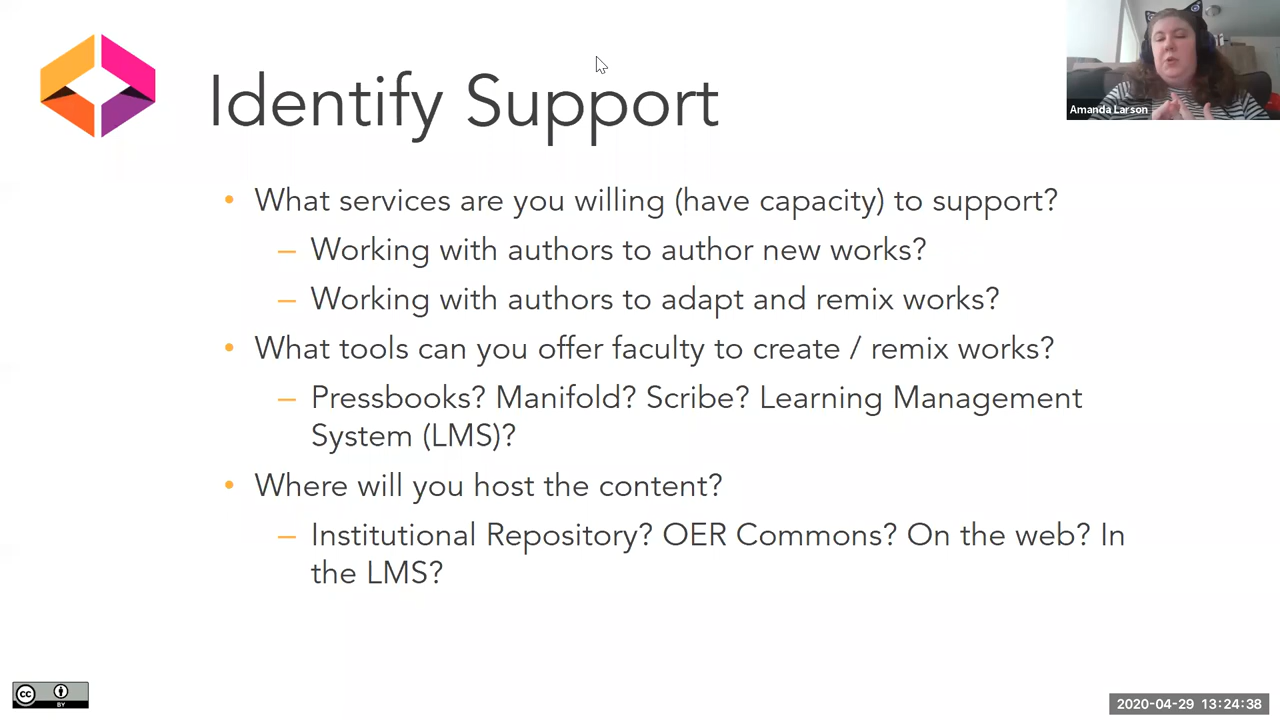 Identify Support
Amanda Larson
• What services are you willing (have capacity) to support?
– Working with authors to author new works?
– Working with authors to adapt and remix works?
• What tools can you offer faculty to create / remix works?
– Pressbooks? Manifold? Scribe? Learning Management
System (LMS)?
• Where will you host the content?
– Institutional Repository? OER Commons? On the web? In
the LMS?
cc
BY
2020-04-29 13:24:38